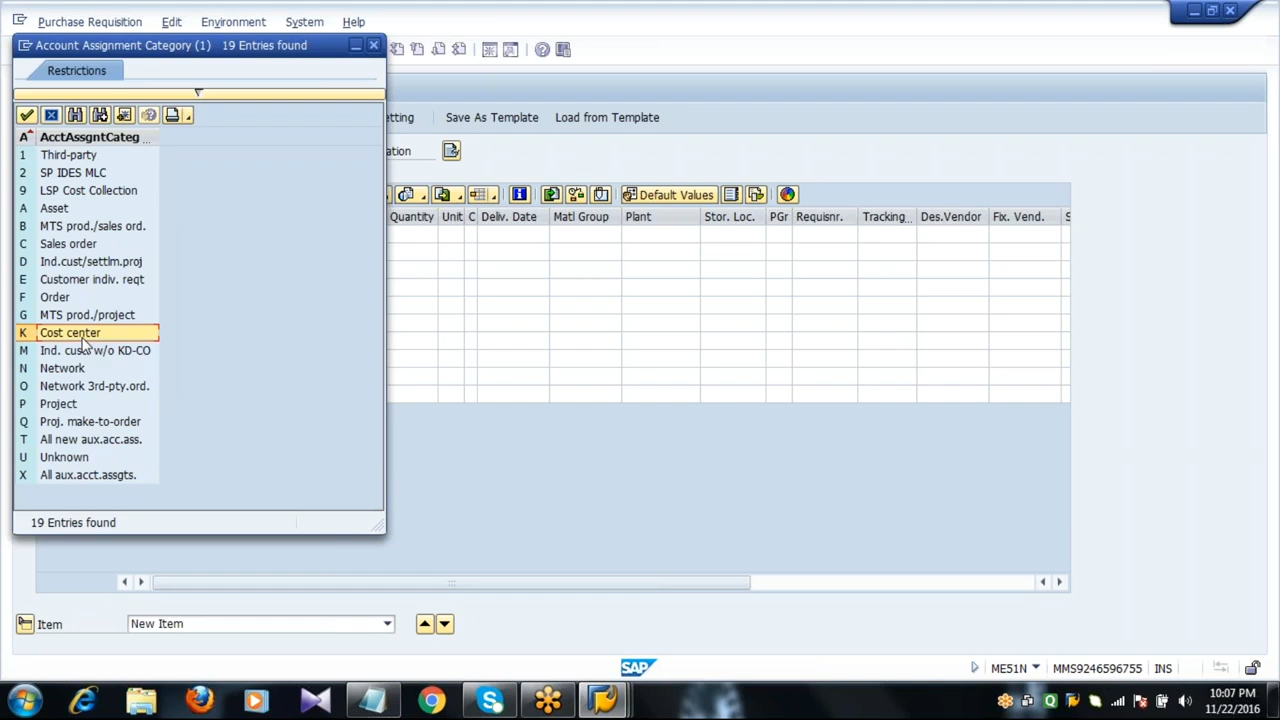 Purchase Requisition Edit Environment System Help
Account Assignment Category (1) 19 Entries found
Restrictions
etting Save As Template Load from Template
ation
Default Values
A AcctAssgntCateg...
Quantity Unit C Deliv. Date Matl Group Plant Stor. Loc. PGr Requisnr. Tracking... Des.Vendor Fix. Vend. S
1 Third-party
2 SP IDES MLC
9 LSP Cost Collection
A Asset
B MTS prod./sales ord.
C Sales order
D Ind.cust/settlm.proj
E Customer indiv. reqt
F Order
G MTS prod./project
K Cost center
M Ind. cust. w/o KD-CO
N Network
O Network 3rd-pty.ord.
P Project
Q Proj. make-to-order
T All new aux.acc.ass.
U Unknown
X All aux.acct.assgts.
19 Entries found
Item New Item
SAP ME51N MMS9246596755 INS
10:07 PM
11/22/2016